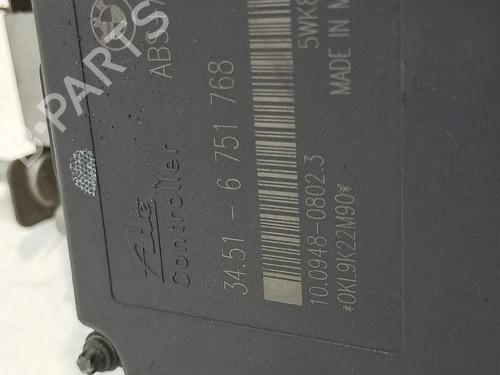 ABS
Ate
Controller
34.51 - 6 751 768
10.0948-0802.3
*0KL9K22M90*
5WK8
MADE IN M
PARTS